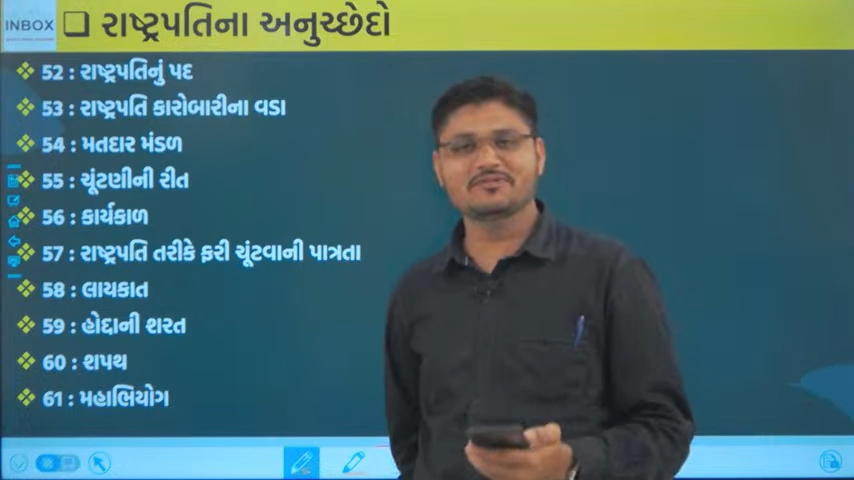 INBOX
❑ રાષ્ટ્રપતિના અનુચ્છેદો
❖ 52 : રાષ્ટ્રપતિનું પદ
❖ 53 : રાષ્ટ્રપતિ કારોબારીના વડા
❖ 54 : મતદાર મંડળ
❖ 55 : ચૂંટણીની રીત
❖ 56 : કાર્યકાળ
❖ 57 : રાષ્ટ્રપતિ તરીકે ફરી ચૂંટવાની પાત્રતા
❖ 58 : લાયકાત
❖ 59 : હોદ્દાની શરત
❖ 60 : શપથ
❖ 61 : મહાભિયોગ